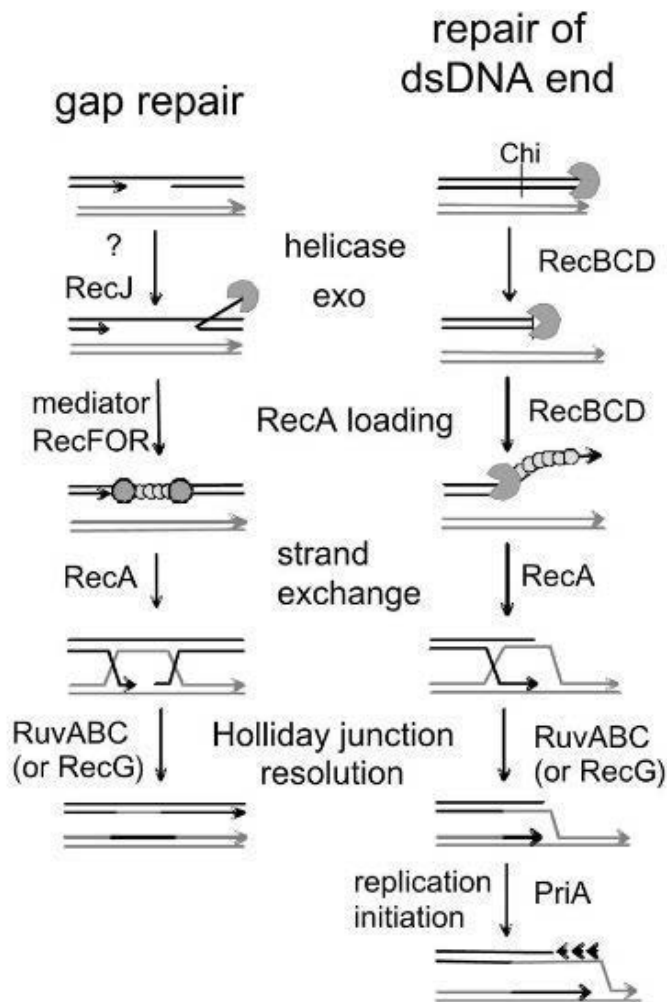 repair of
dsDNA end
gap repair
Chi
?
RecJ
helicase
exo
RecBCD
mediator
RecFOR
RecA loading
RecBCD
RecA
strand
exchange
RecA
RuvABC
(or RecG)
Holliday junction
resolution
RuvABC
(or RecG)
replication
initiation
PriA